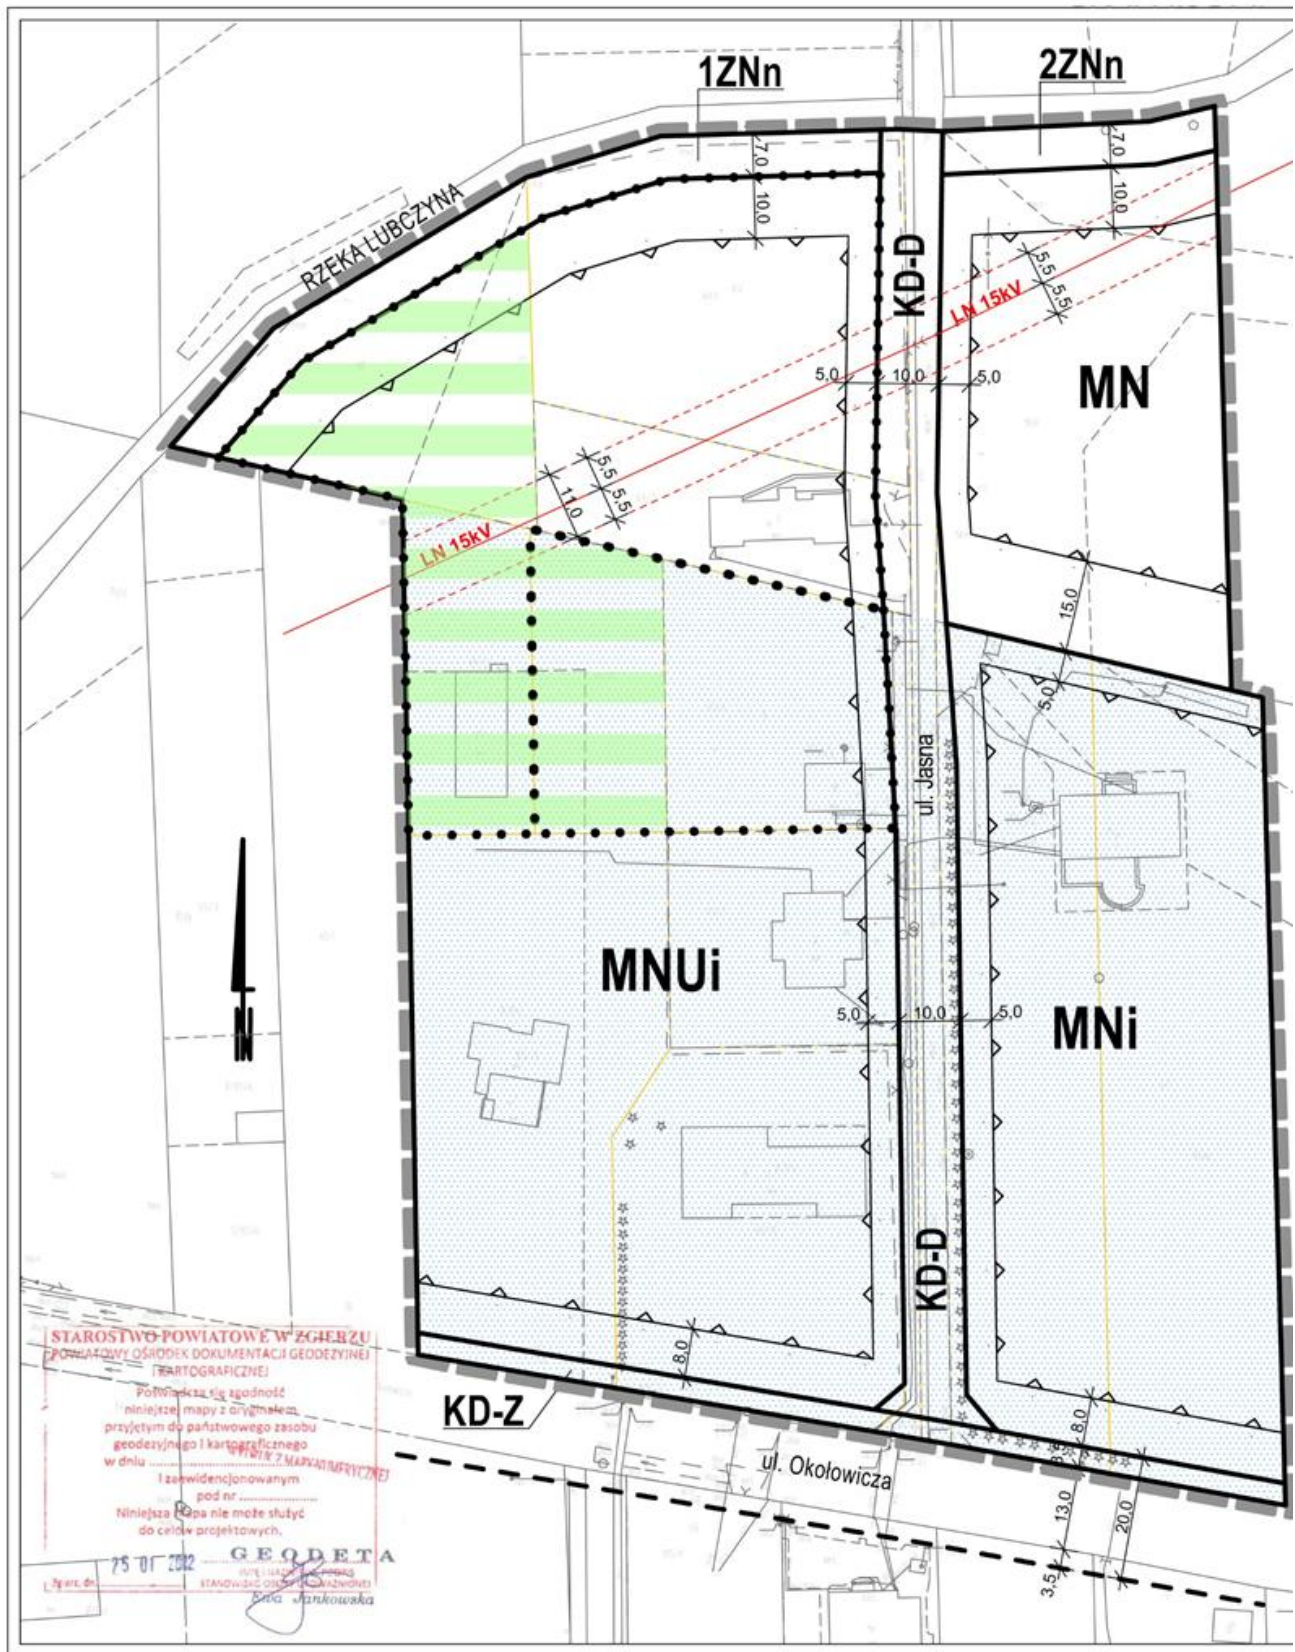 1ZNn
2ZNn
7,0
10,0
7,0
10,0
RZEKA LUBCZYNA
KD-D
5,5
5,5
LN 15kV
MN
5,0
10,0
5,0
5,5
5,5
11,0
LN 15kV
15,0
5,0
ul. Jasna
MNUi
5,0
10,0
5,0
MNi
KD-D
8,0
KD-Z
8,0
ul. Okołowicza
13,0
20,0
3,5
STAROSTWO POWIATOWE W ZGIERZU
POWIATOWY OŚRODEK DOKUMENTACJI GEODEZYJNEJ
I KARTOGRAFICZNEJ
Poświadcza się zgodność
niniejszej mapy z oryginałem
przyjętym do państwowego zasobu
geodezyjnego i kartograficznego
w dniu
i zaewidencjonowanym
pod nr
Niniejsza mapa nie może służyć
do celów projektowych.
GEODETA
Ewa Jankowska